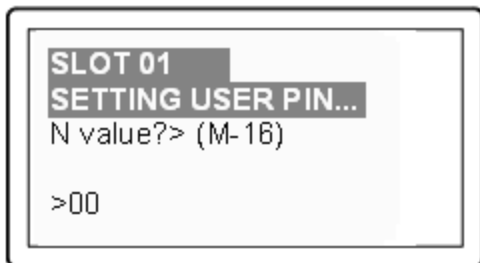 SLOT 01
SETTING USER PIN...
N value?> (M-16)
>00